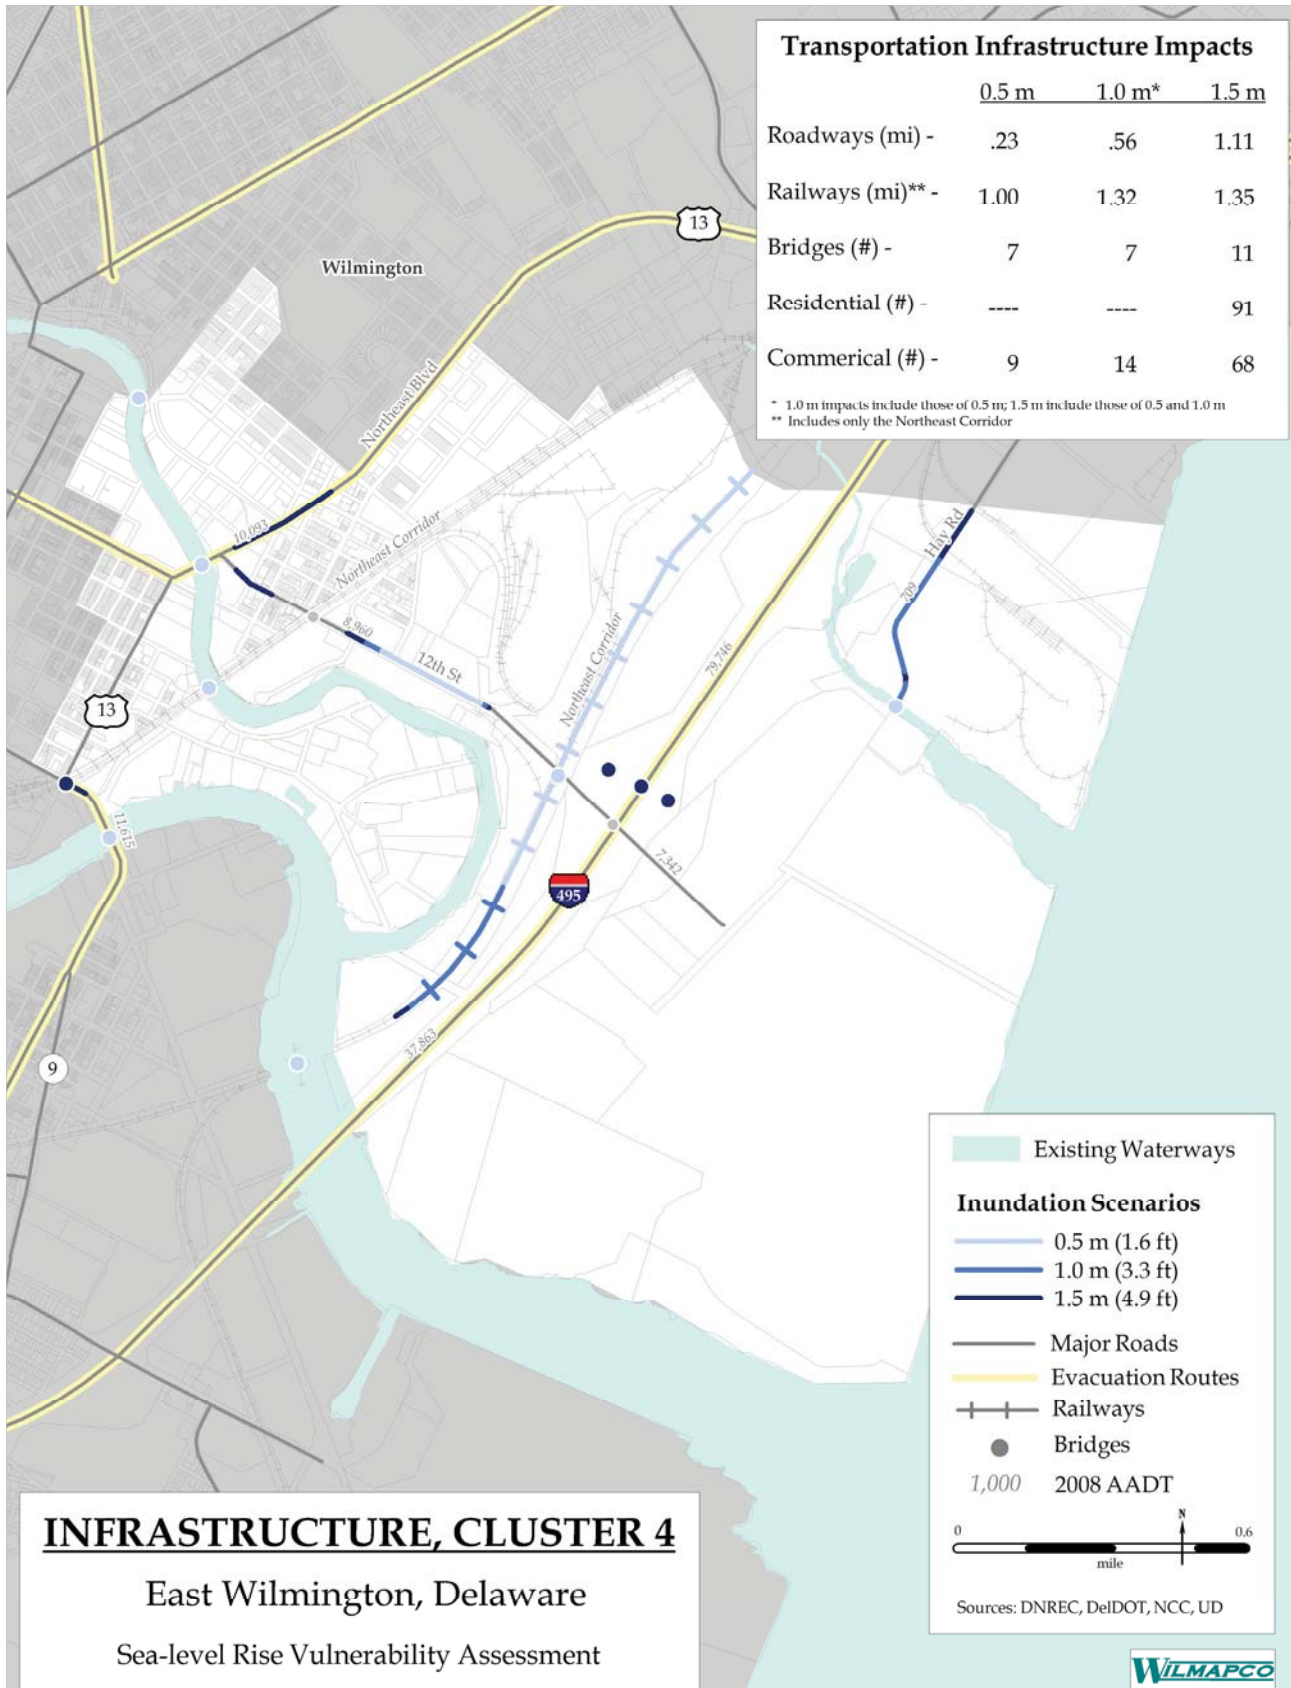 Transportation Infrastructure Impacts
0.5 m 1.0 m* 1.5 m
Roadways (mi) - .23 .56 1.11
Railways (mi)** - 1.00 1.32 1.35
Bridges (#) - 7 7 11
Residential (#) - ---- ---- 91
Commerical (#) - 9 14 68
* 1.0 m impacts include those of 0.5 m; 1.5 m include those of 0.5 and 1.0 m
** Includes only the Northeast Corridor
13
Wilmington
Northeast Blvd
10,093
Northeast Corridor
Hay Rd
709
8,960
12th St
Northeast Corridor
79,746
13
11,615
7,342
495
37,863
9
Existing Waterways
Inundation Scenarios
0.5 m (1.6 ft)
1.0 m (3.3 ft)
1.5 m (4.9 ft)
Major Roads
Evacuation Routes
Railways
Bridges
1,000 2008 AADT
N
0 0.6
mile
Sources: DNREC, DelDOT, NCC, UD
INFRASTRUCTURE, CLUSTER 4
East Wilmington, Delaware
Sea-level Rise Vulnerability Assessment
WILMAPCO